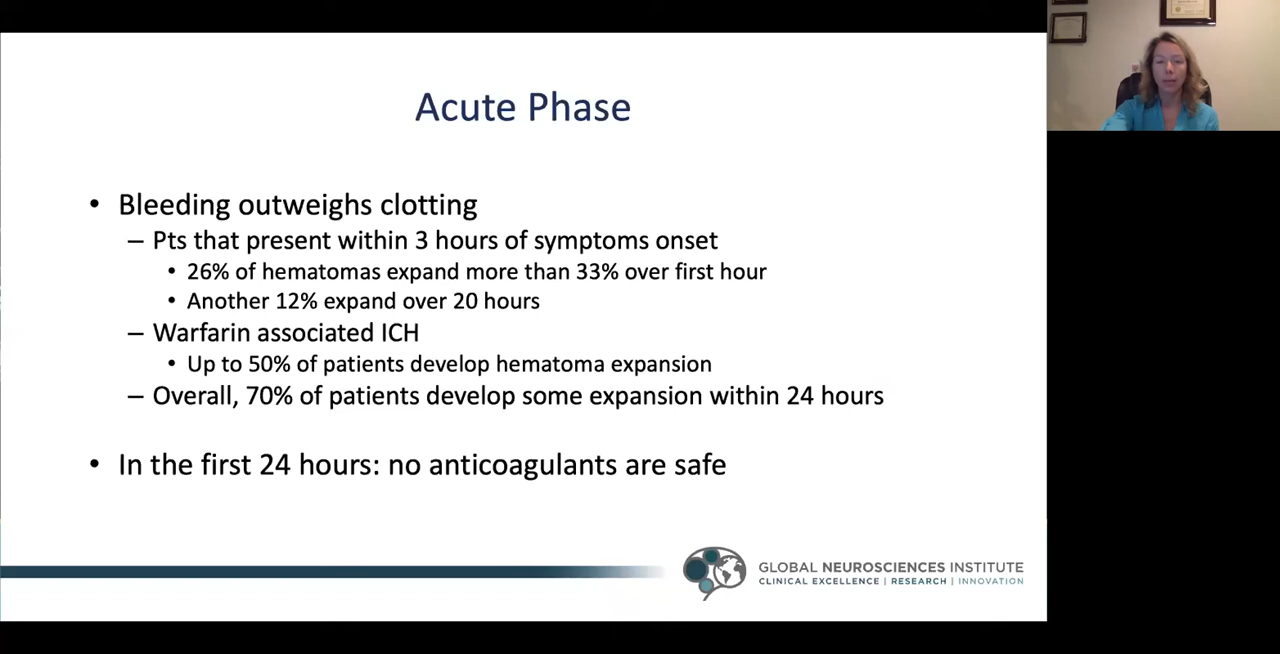 Acute Phase
• Bleeding outweighs clotting
– Pts that present within 3 hours of symptoms onset
• 26% of hematomas expand more than 33% over first hour
• Another 12% expand over 20 hours
– Warfarin associated ICH
• Up to 50% of patients develop hematoma expansion
– Overall, 70% of patients develop some expansion within 24 hours
• In the first 24 hours: no anticoagulants are safe
GLOBAL NEUROSCIENCES INSTITUTE
CLINICAL EXCELLENCE | RESEARCH | INNOVATION